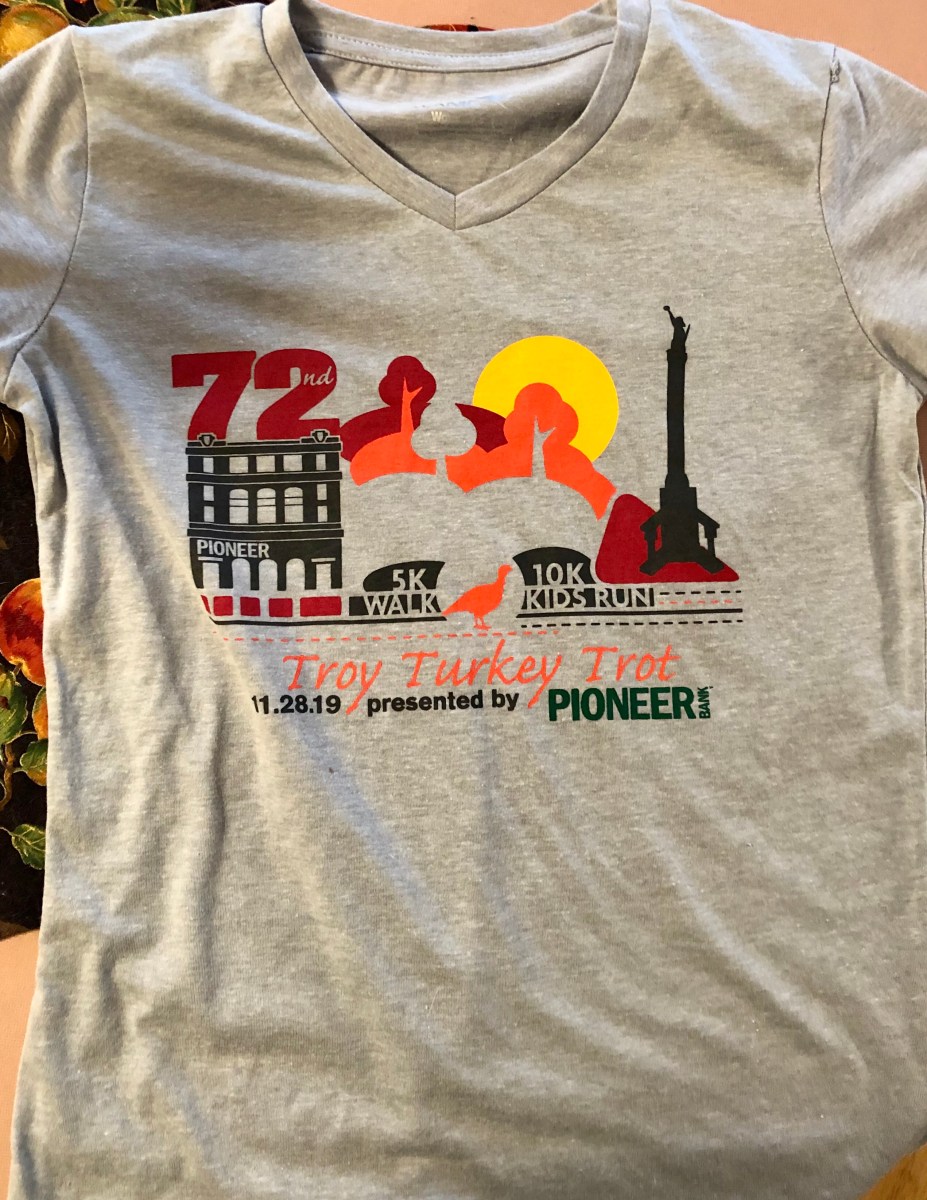 72nd
PIONEER
5K
WALK
10K
KIDS RUN
Troy Turkey Trot
11.28.19 presented by PIONEER BANK